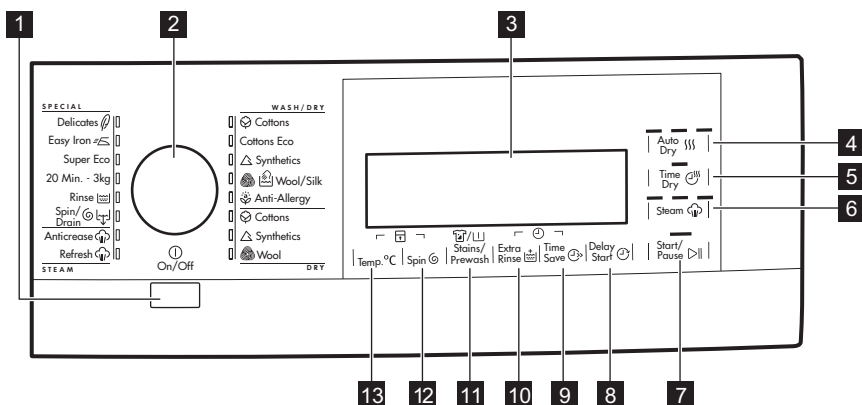 1
2
3
SPECIAL
Delicates
Easy Iron
Super Eco
20 Min. - 3kg
Rinse
Spin/
Drain
Anticrease
Refresh
STEAM
On/Off
WASH/DRY
Cottons
Cottons Eco
Synthetics
Wool/Silk
Anti-Allergy
Cottons
Synthetics
Wool
DRY
Temp.°C
Spin
Stains/
Prewash
Extra
Rinse
Time
Save
Delay
Start
Auto
Dry
4
Time
Dry
5
Steam
6
Start/
Pause
13
12
11
10
9
8
7